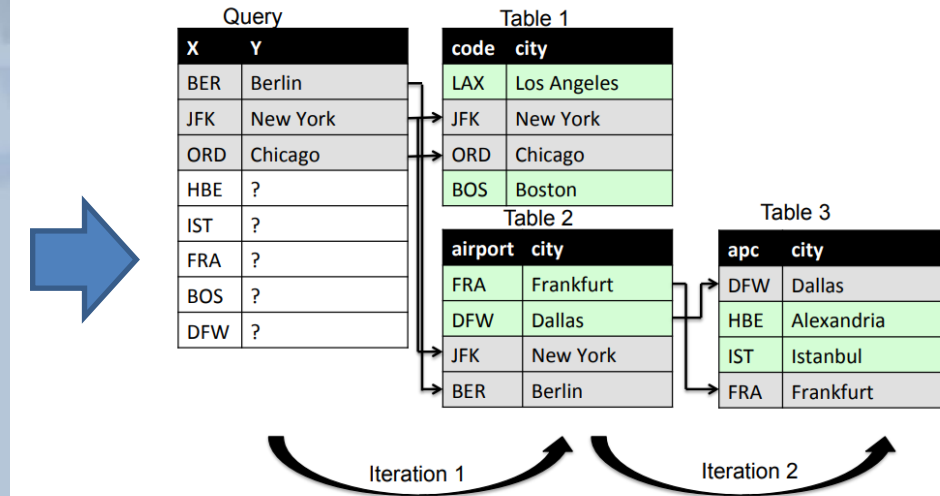 Query
X Y
BER Berlin
JFK New York
ORD Chicago
HBE ?
IST ?
FRA ?
BOS ?
DFW ?
Table 1
code city
LAX Los Angeles
JFK New York
ORD Chicago
BOS Boston
Table 2
airport city
FRA Frankfurt
DFW Dallas
JFK New York
BER Berlin
Table 3
apc city
DFW Dallas
HBE Alexandria
IST Istanbul
FRA Frankfurt
Iteration 1
Iteration 2